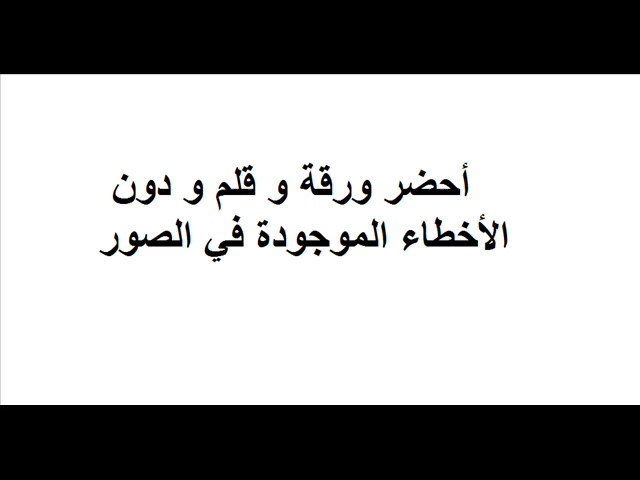 أحضر ورقة و قلم و دون
الأخطاء الموجودة في الصور